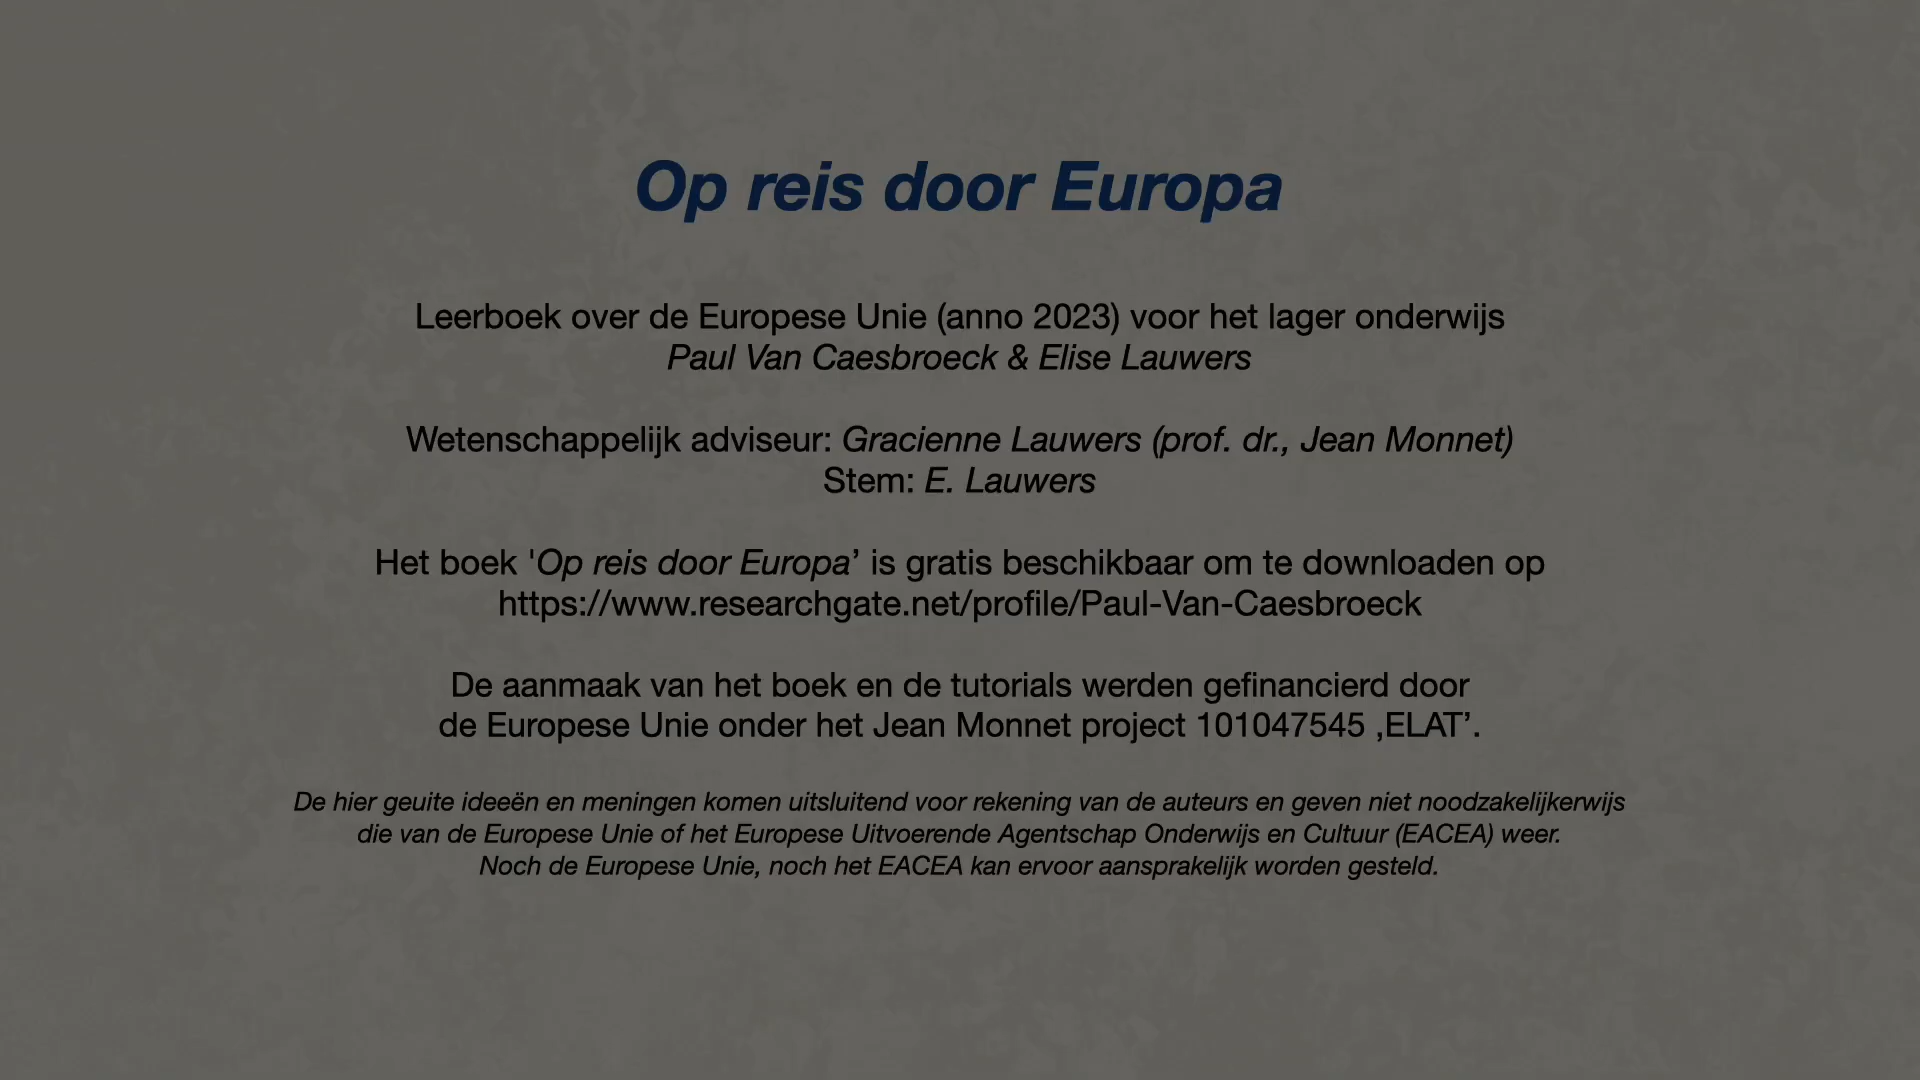 Op reis door Europa
Leerboek over de Europese Unie (anno 2023) voor het lager onderwijs
Paul Van Caesbroeck & Elise Lauwers
Wetenschappelijk adviseur: Gracienne Lauwers (prof. dr., Jean Monnet)
Stem: E. Lauwers
Het boek 'Op reis door Europa’ is gratis beschikbaar om te downloaden op
https://www.researchgate.net/profile/Paul-Van-Caesbroeck
De aanmaak van het boek en de tutorials werden gefinancierd door
de Europese Unie onder het Jean Monnet project 101047545 ‚ELAT’.
De hier geuite ideeën en meningen komen uitsluitend voor rekening van de auteurs en geven niet noodzakelijkerwijs
die van de Europese Unie of het Europese Uitvoerende Agentschap Onderwijs en Cultuur (EACEA) weer.
Noch de Europese Unie, noch het EACEA kan ervoor aansprakelijk worden gesteld.